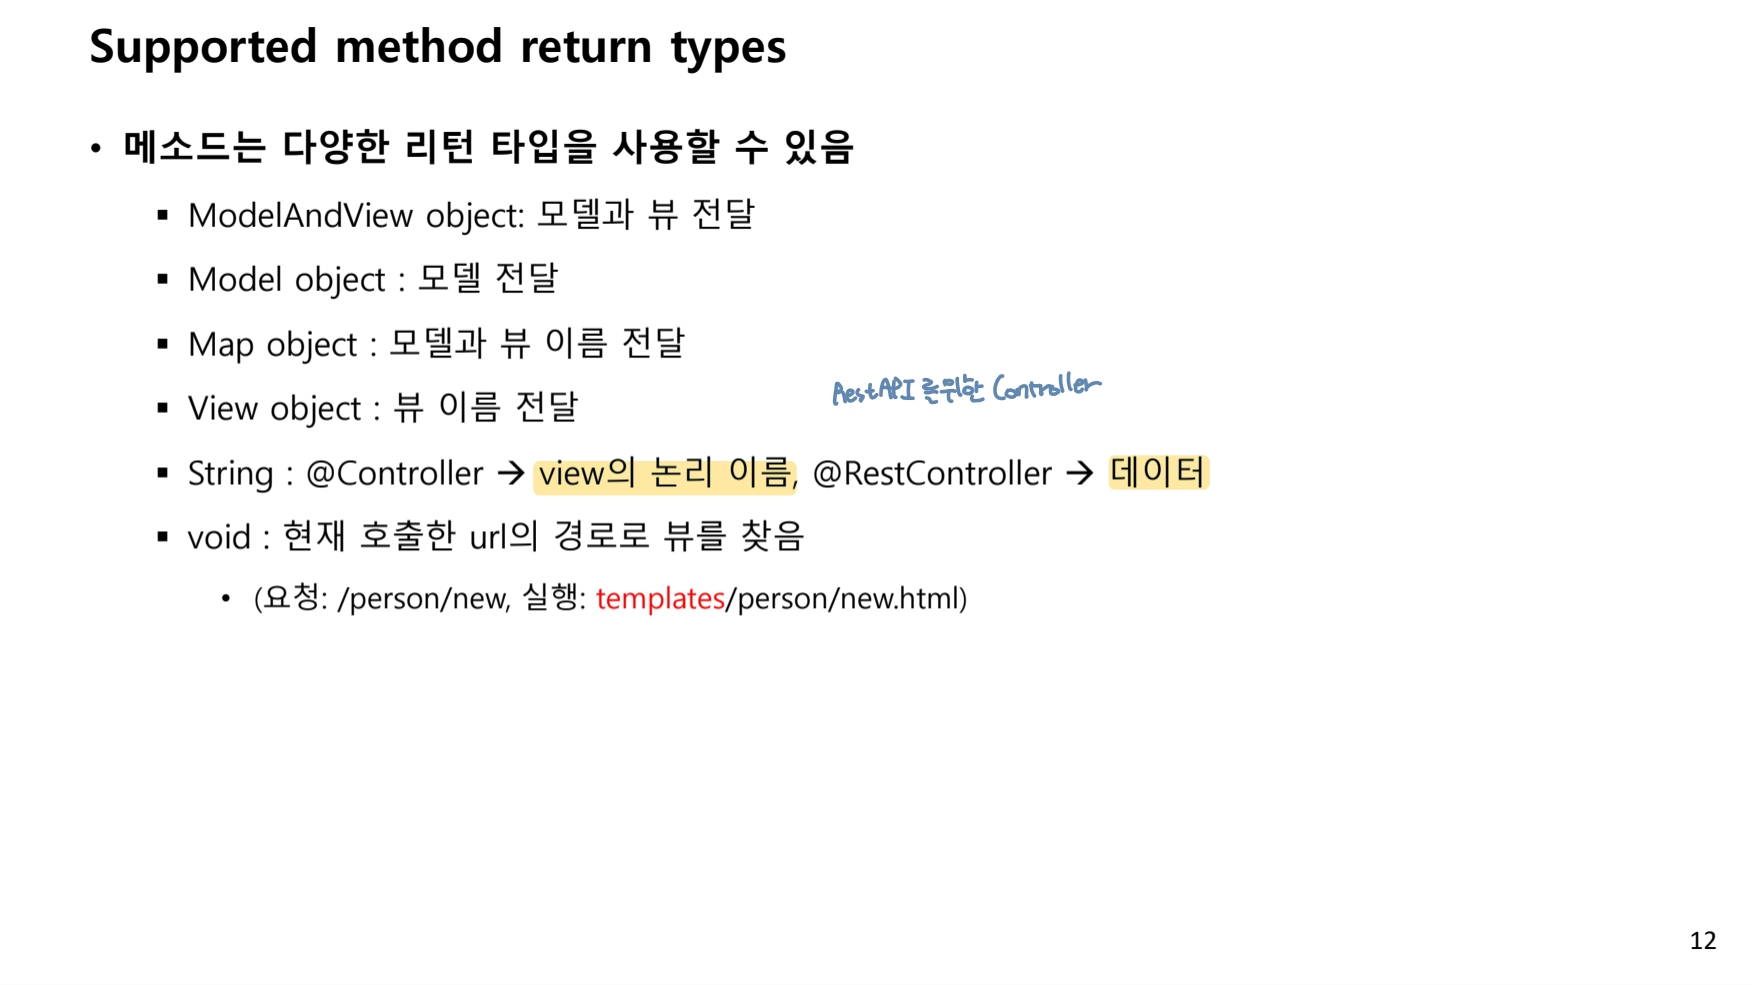 Supported method return types
• 메소드는 다양한 리턴 타입을 사용할 수 있음
▪ ModelAndView object: 모델과 뷰 전달
▪ Model object : 모델 전달
▪ Map object : 모델과 뷰 이름 전달
RestAPI 를위한 Controller
▪ View object : 뷰 이름 전달
▪ String : @Controller → view의 논리 이름, @RestController → 데이터
▪ void : 현재 호출한 url의 경로로 뷰를 찾음
• (요청: /person/new, 실행: templates/person/new.html)
12